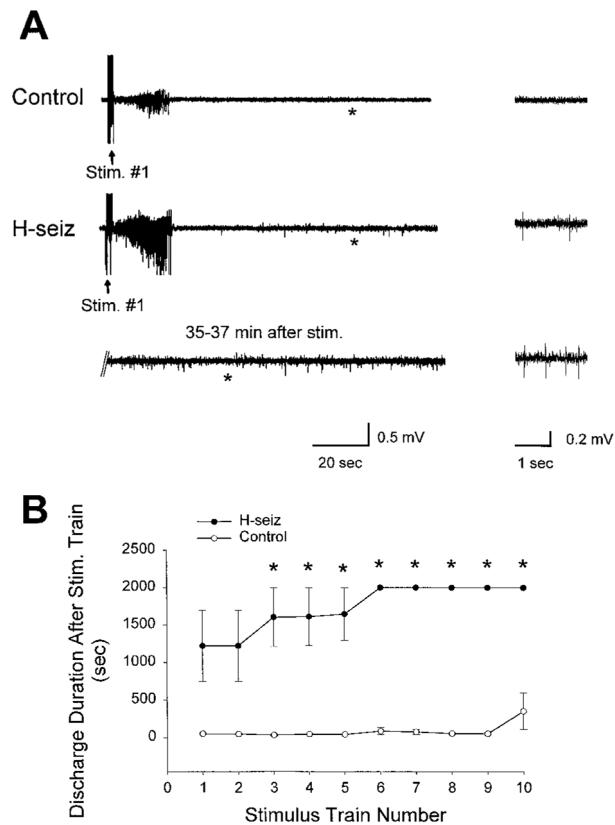 A
Control
*
Stim. #1
H-seiz
*
Stim. #1
35-37 min after stim.
*
0.5 mV
20 sec
0.2 mV
1 sec
B
H-seiz
Control
Discharge Duration After Stim. Train
(sec)
2500
2000
1500
1000
500
0
* * * * * * * *
0 1 2 3 4 5 6 7 8 9 10
Stimulus Train Number